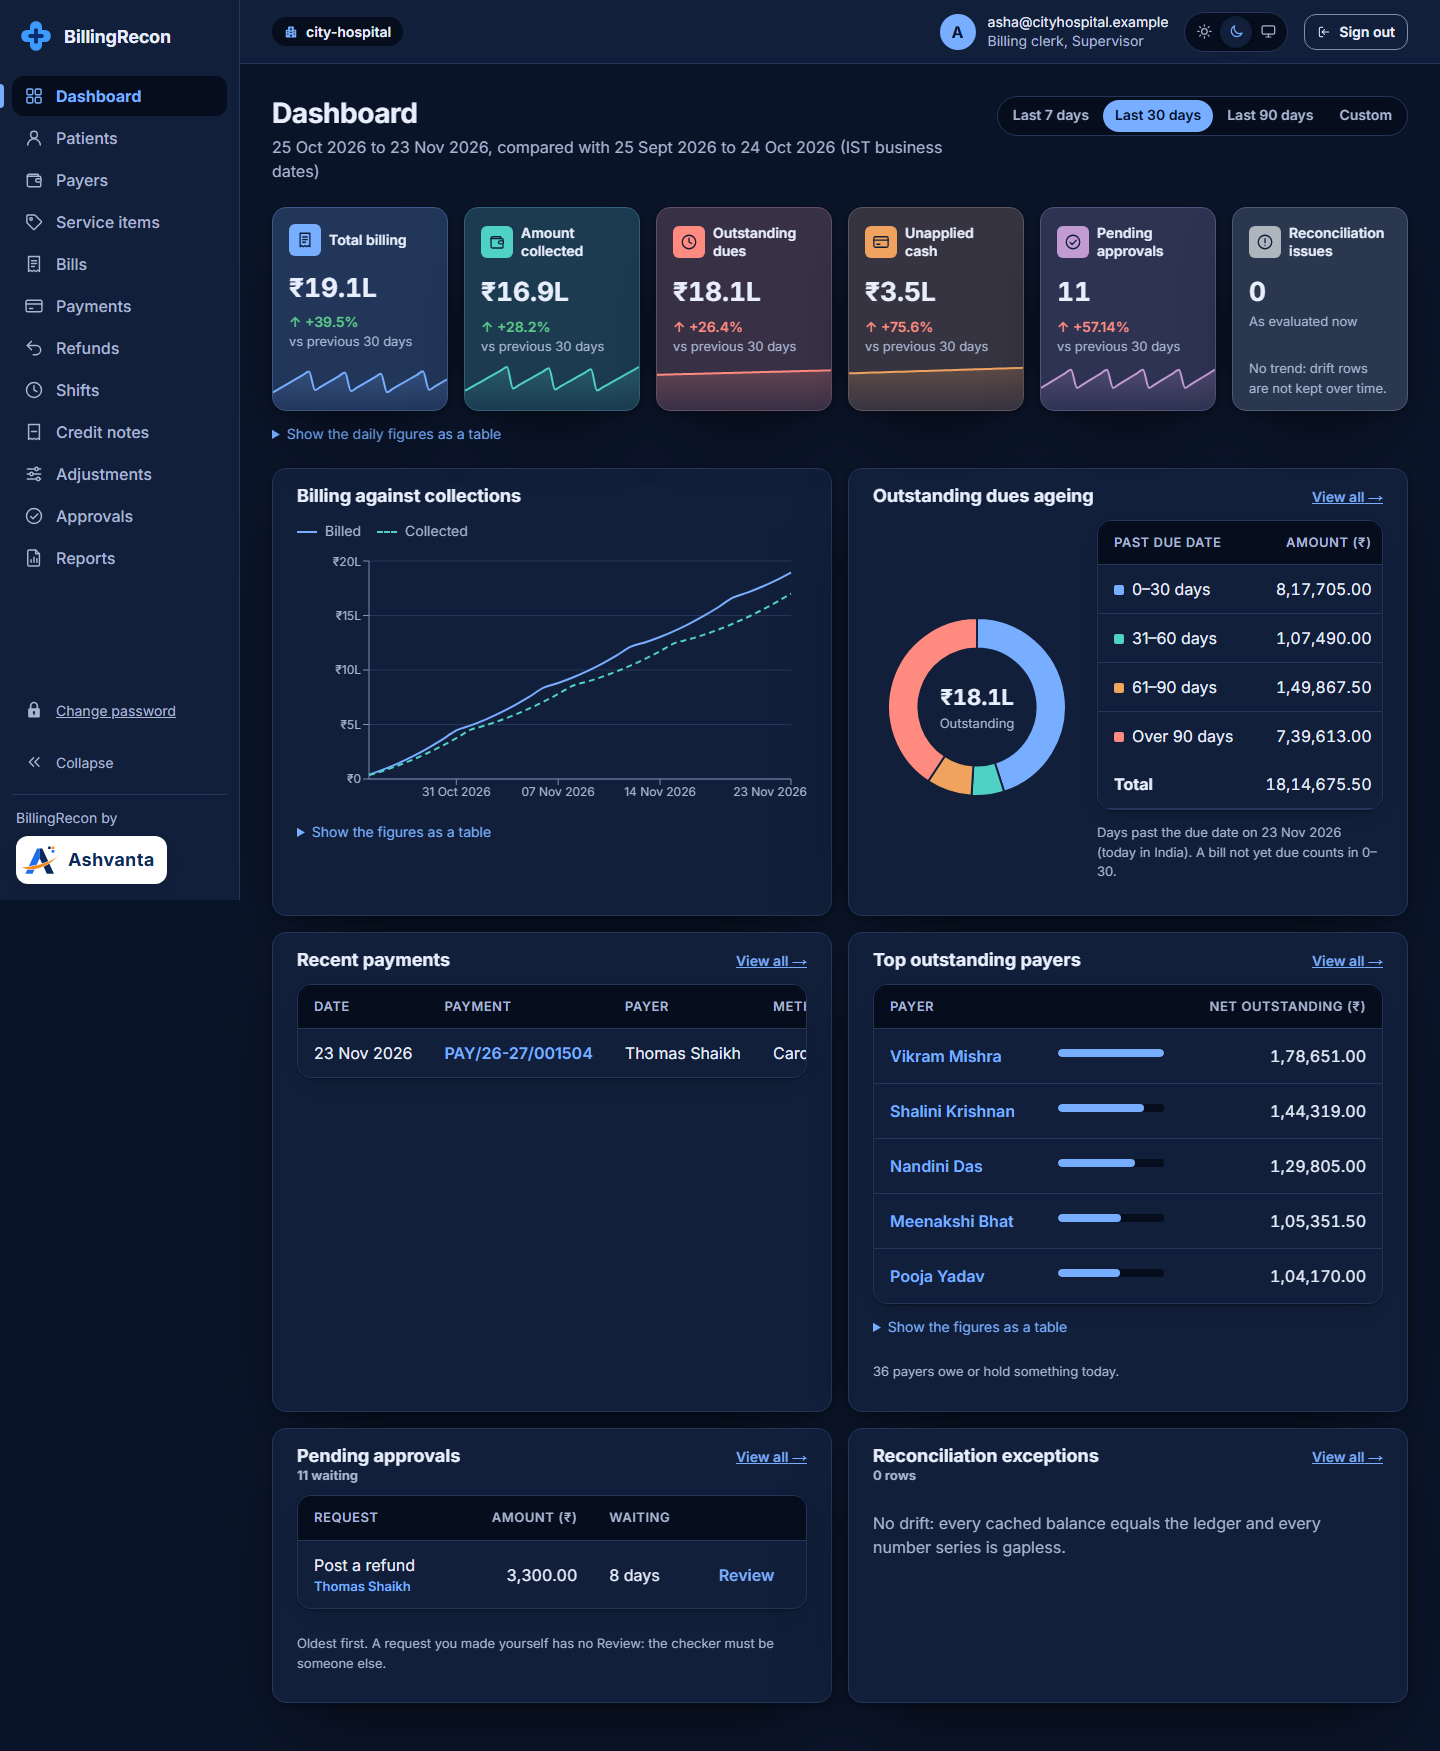 BillingRecon
Dashboard
Patients
Payers
Service items
Bills
Payments
Refunds
Shifts
Credit notes
Adjustments
Approvals
Reports
Change password
Collapse
BillingRecon by
Ashvanta
city-hospital
A
asha@cityhospital.example
Billing clerk, Supervisor
Sign out
Dashboard
25 Oct 2026 to 23 Nov 2026, compared with 25 Sept 2026 to 24 Oct 2026 (IST business
dates)
Last 7 days
Last 30 days
Last 90 days
Custom
Total billing
₹19.1L
↑ +39.5%
vs previous 30 days
Amount
collected
₹16.9L
↑ +28.2%
vs previous 30 days
Outstanding
dues
₹18.1L
↑ +26.4%
vs previous 30 days
Unapplied
cash
₹3.5L
↑ +75.6%
vs previous 30 days
Pending
approvals
11
↑ +57.14%
vs previous 30 days
Reconciliation
issues
0
As evaluated now
No trend: drift rows
are not kept over time.
▶ Show the daily figures as a table
Billing against collections
Billed
Collected
₹20L
₹15L
₹10L
₹5L
₹0
31 Oct 2026
07 Nov 2026
14 Nov 2026
23 Nov 2026
▶ Show the figures as a table
Outstanding dues ageing
View all →
₹18.1L
Outstanding
PAST DUE DATE AMOUNT (₹)
0–30 days 8,17,705.00
31–60 days 1,07,490.00
61–90 days 1,49,867.50
Over 90 days 7,39,613.00
Total 18,14,675.50
Days past the due date on 23 Nov 2026
(today in India). A bill not yet due counts in 0–
30.
Recent payments
View all →
DATE PAYMENT PAYER
23 Nov 2026 PAY/26-27/001504 Thomas Shaikh
Top outstanding payers
View all →
PAYER NET OUTSTANDING (₹)
Vikram Mishra 1,78,651.00
Shalini Krishnan 1,44,319.00
Nandini Das 1,29,805.00
Meenakshi Bhat 1,05,351.50
Pooja Yadav 1,04,170.00
▶ Show the figures as a table
36 payers owe or hold something today.
Pending approvals
View all →
11 waiting
REQUEST AMOUNT (₹) WAITING
Post a refund 3,300.00 8 days Review
Thomas Shaikh
Oldest first. A request you made yourself has no Review: the checker must be
someone else.
Reconciliation exceptions
View all →
0 rows
No drift: every cached balance equals the ledger and every
number series is gapless.